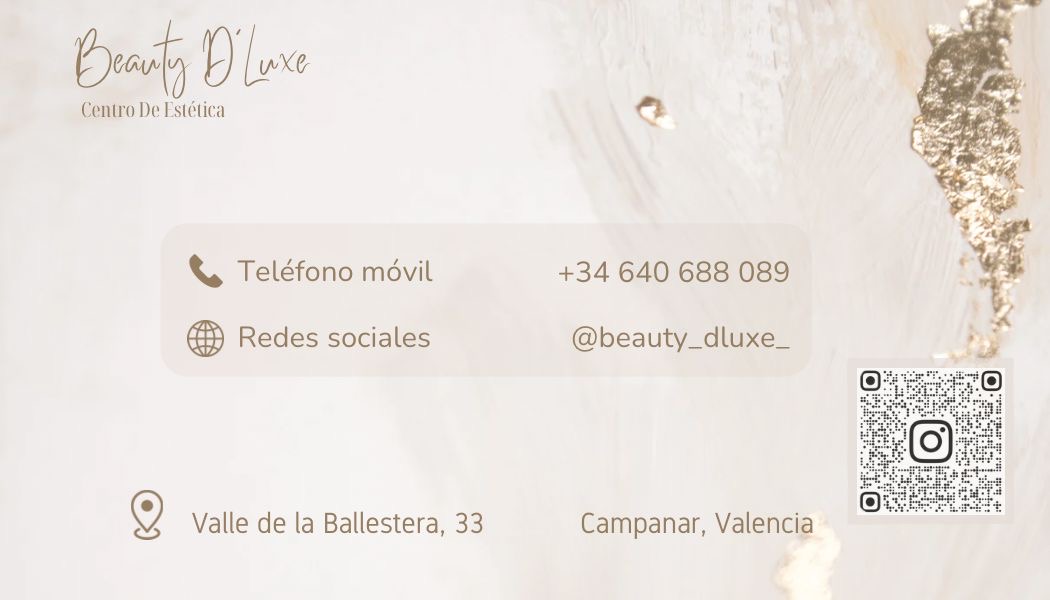 Beauty D'Luxe
Centro De Estética
Teléfono móvil +34 640 688 089
Redes sociales @beauty_dluxe_
Valle de la Ballestera, 33 Campanar, Valencia